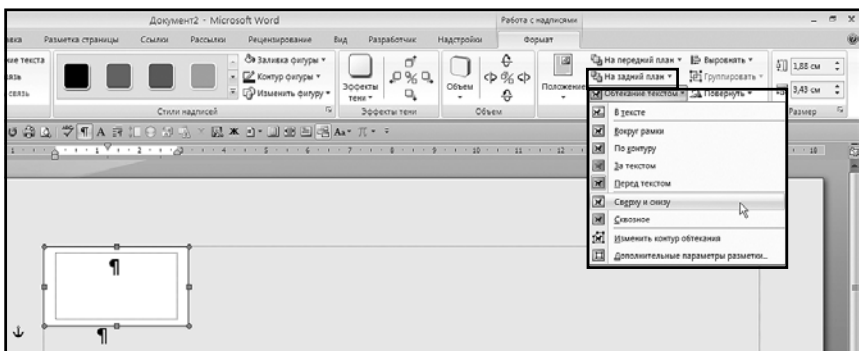 Документ2 - Microsoft Word
Работа с надписями
Разметка страницы Ссылки Рассылки Рецензирование Вид Разработчик Надстройки Формат
Заливка фигуры
Контур фигуры
Изменить фигуру
Стили надписей
Эффекты тени
Эффекты тени
Объем
Объем
Положение
На передний план
На задний план
Обтекание текстом
Выровнять
Группировать
Повернуть
1,88 см
3,43 см
Размер
В тексте
Вокруг рамки
По контуру
За текстом
Перед текстом
Сверху и снизу
Сквозное
Изменить контур обтекания
Дополнительные параметры разметки...
¶
¶